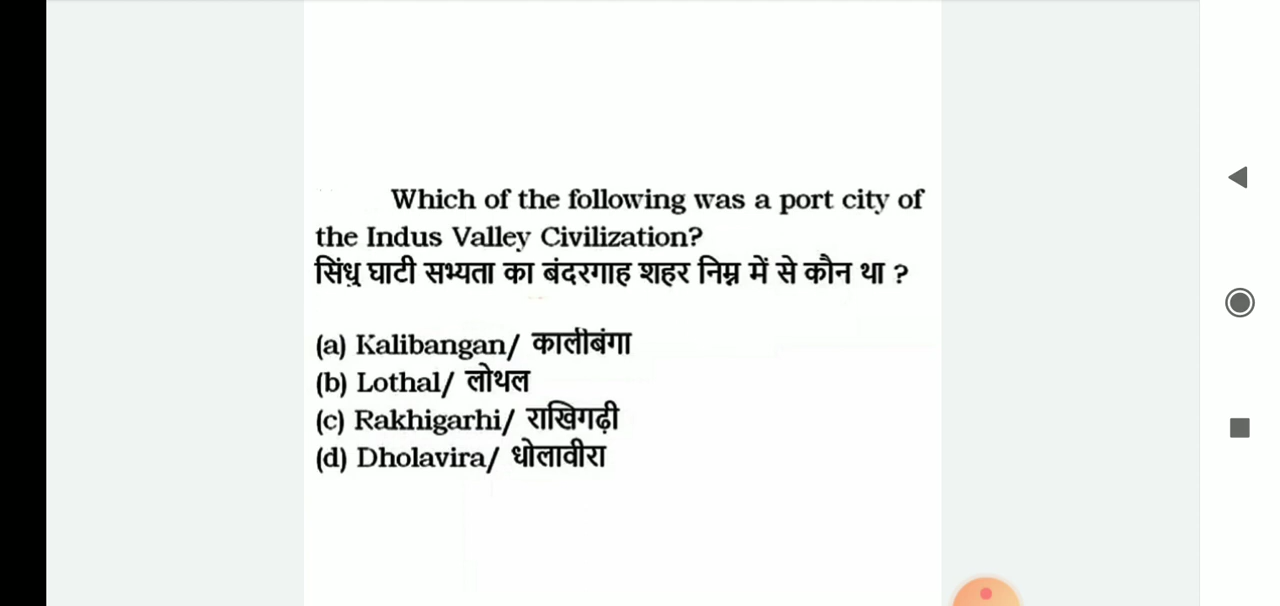 Which of the following was a port city of
the Indus Valley Civilization?
सिंधु घाटी सभ्यता का बंदरगाह शहर निम्न में से कौन था ?
(a) Kalibangan/ कालीबंगा
(b) Lothal/ लोथल
(c) Rakhigarhi/ राखिगढ़ी
(d) Dholavira/ धोलावीरा